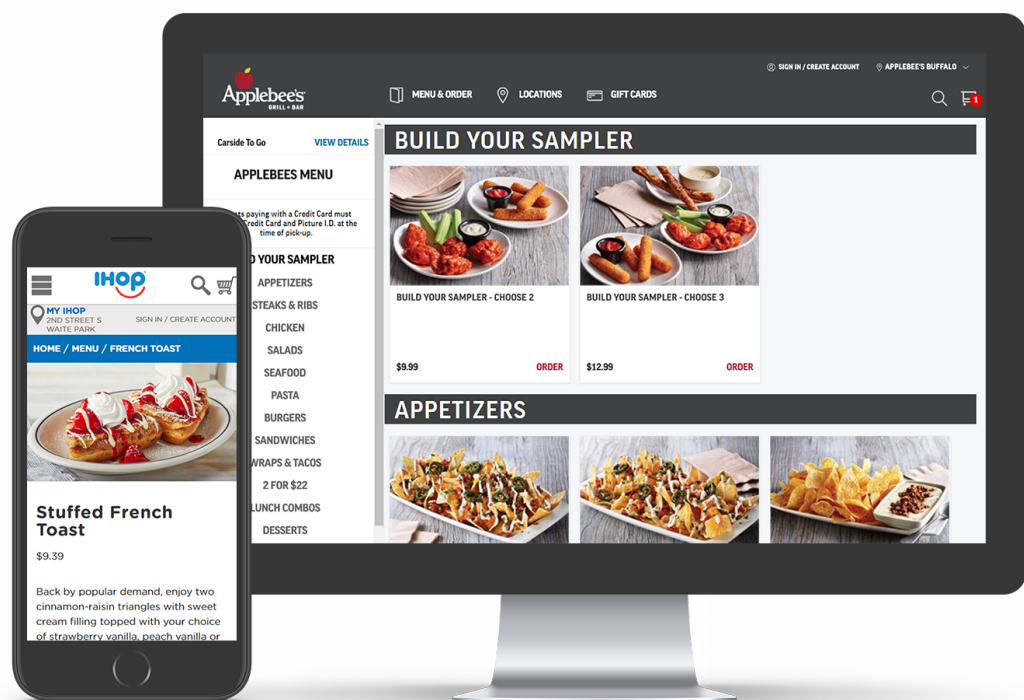 Applebee's
GRILL + BAR
MENU & ORDER
LOCATIONS
GIFT CARDS
SIGN IN / CREATE ACCOUNT
APPLEBEE'S BUFFALO
1
Carside To Go
VIEW DETAILS
APPLEBEES MENU
paying with a Credit Card must
Credit Card and Picture I.D. at the
time of pick-up.
YOUR SAMPLER
APPETIZERS
STEAKS & RIBS
CHICKEN
SALADS
SEAFOOD
PASTA
BURGERS
SANDWICHES
WRAPS & TACOS
2 FOR $22
LUNCH COMBOS
DESSERTS
BUILD YOUR SAMPLER
BUILD YOUR SAMPLER - CHOOSE 2
$9.99
ORDER
BUILD YOUR SAMPLER - CHOOSE 3
$12.99
ORDER
APPETIZERS
IHOP
MY IHOP
2ND STREET S
WAITE PARK
SIGN IN / CREATE ACCOUNT
HOME / MENU / FRENCH TOAST
Stuffed French
Toast
$9.39
Back by popular demand, enjoy two
cinnamon-raisin triangles with sweet
cream filling topped with your choice
of strawberry vanilla, peach vanilla or